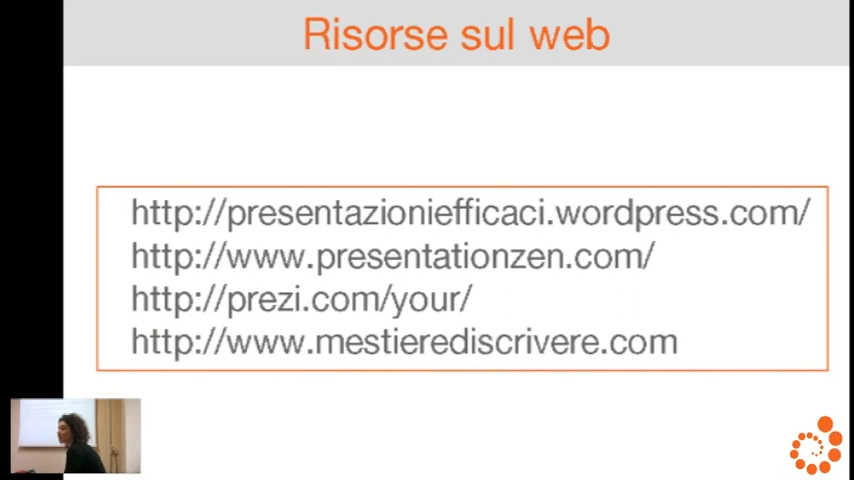 Risorse sul web
http://presentazioniefficaci.wordpress.com/
http://www.presentationzen.com/
http://prezi.com/your/
http://www.mestierediscrivere.com